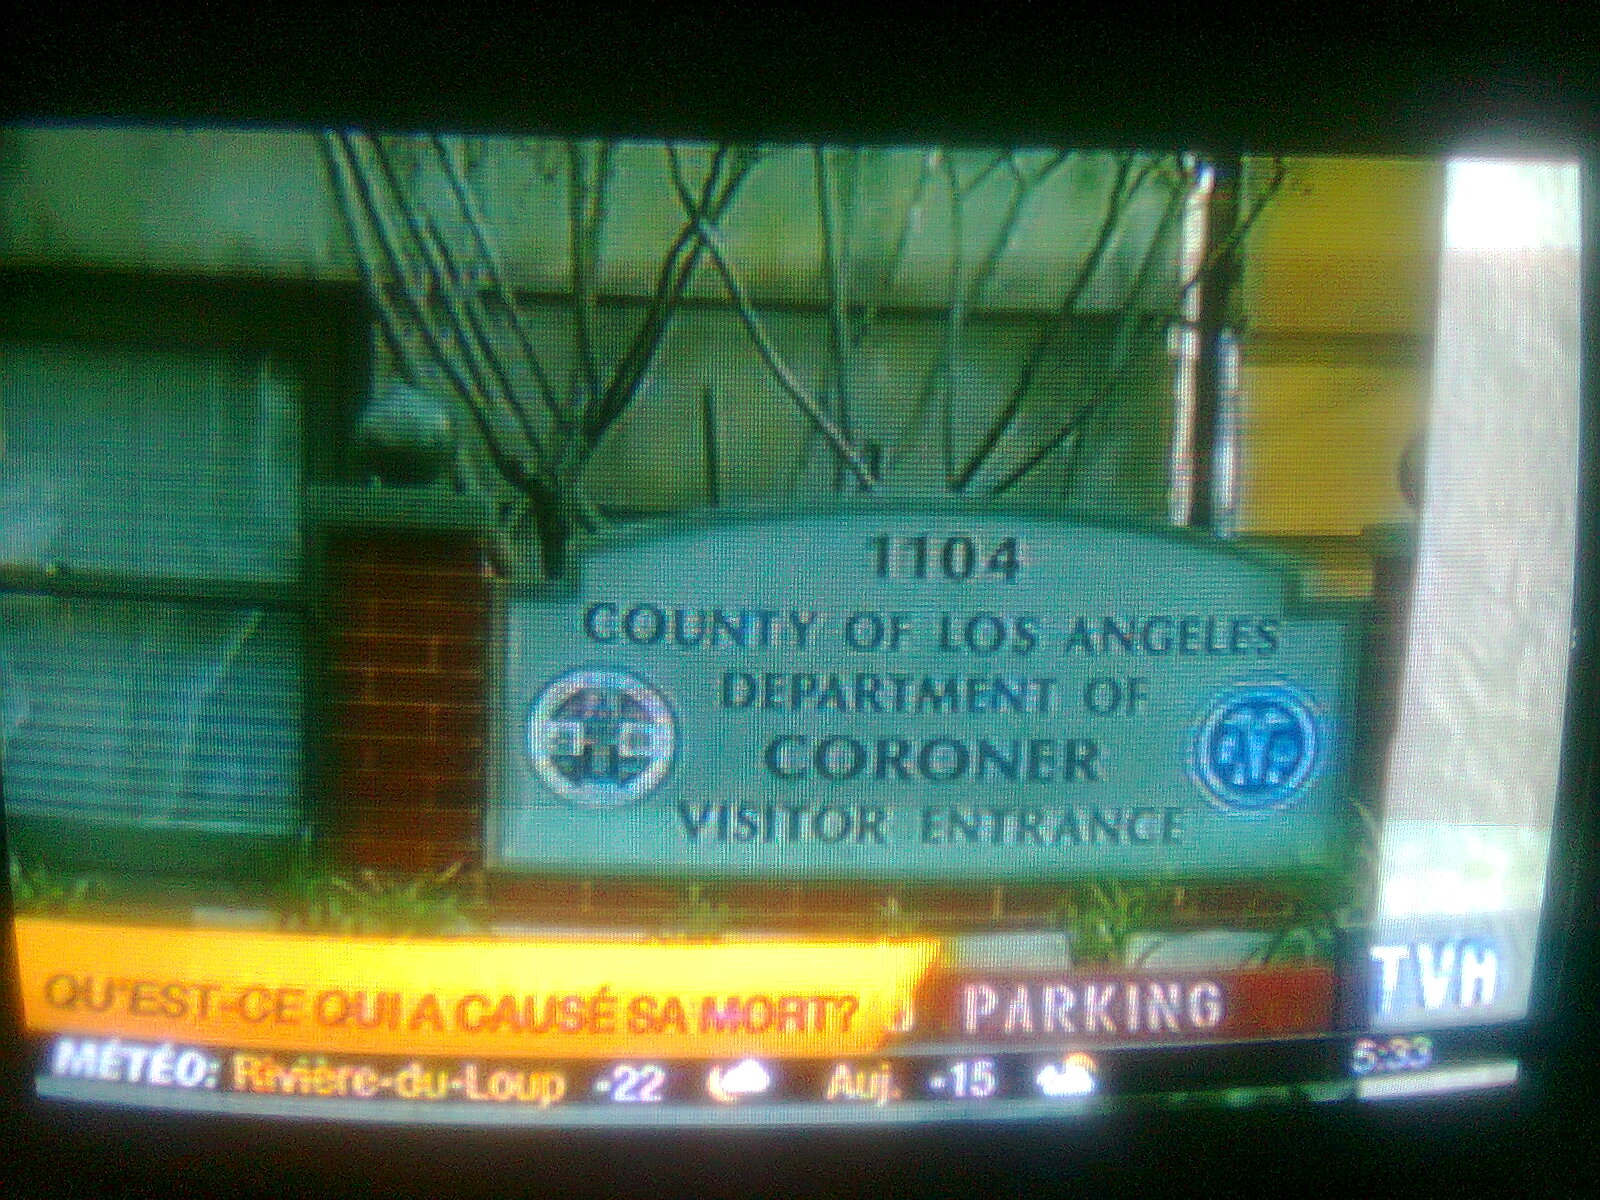 1104
COUNTY OF LOS ANGELES
DEPARTMENT OF
CORONER
VISITOR ENTRANCE
QU'EST-CE QUI A CAUSÉ SA MORT?
PARKING
TVH
MÉTÉO: Rivière-du-Loup -22 Auj. -15
5:33